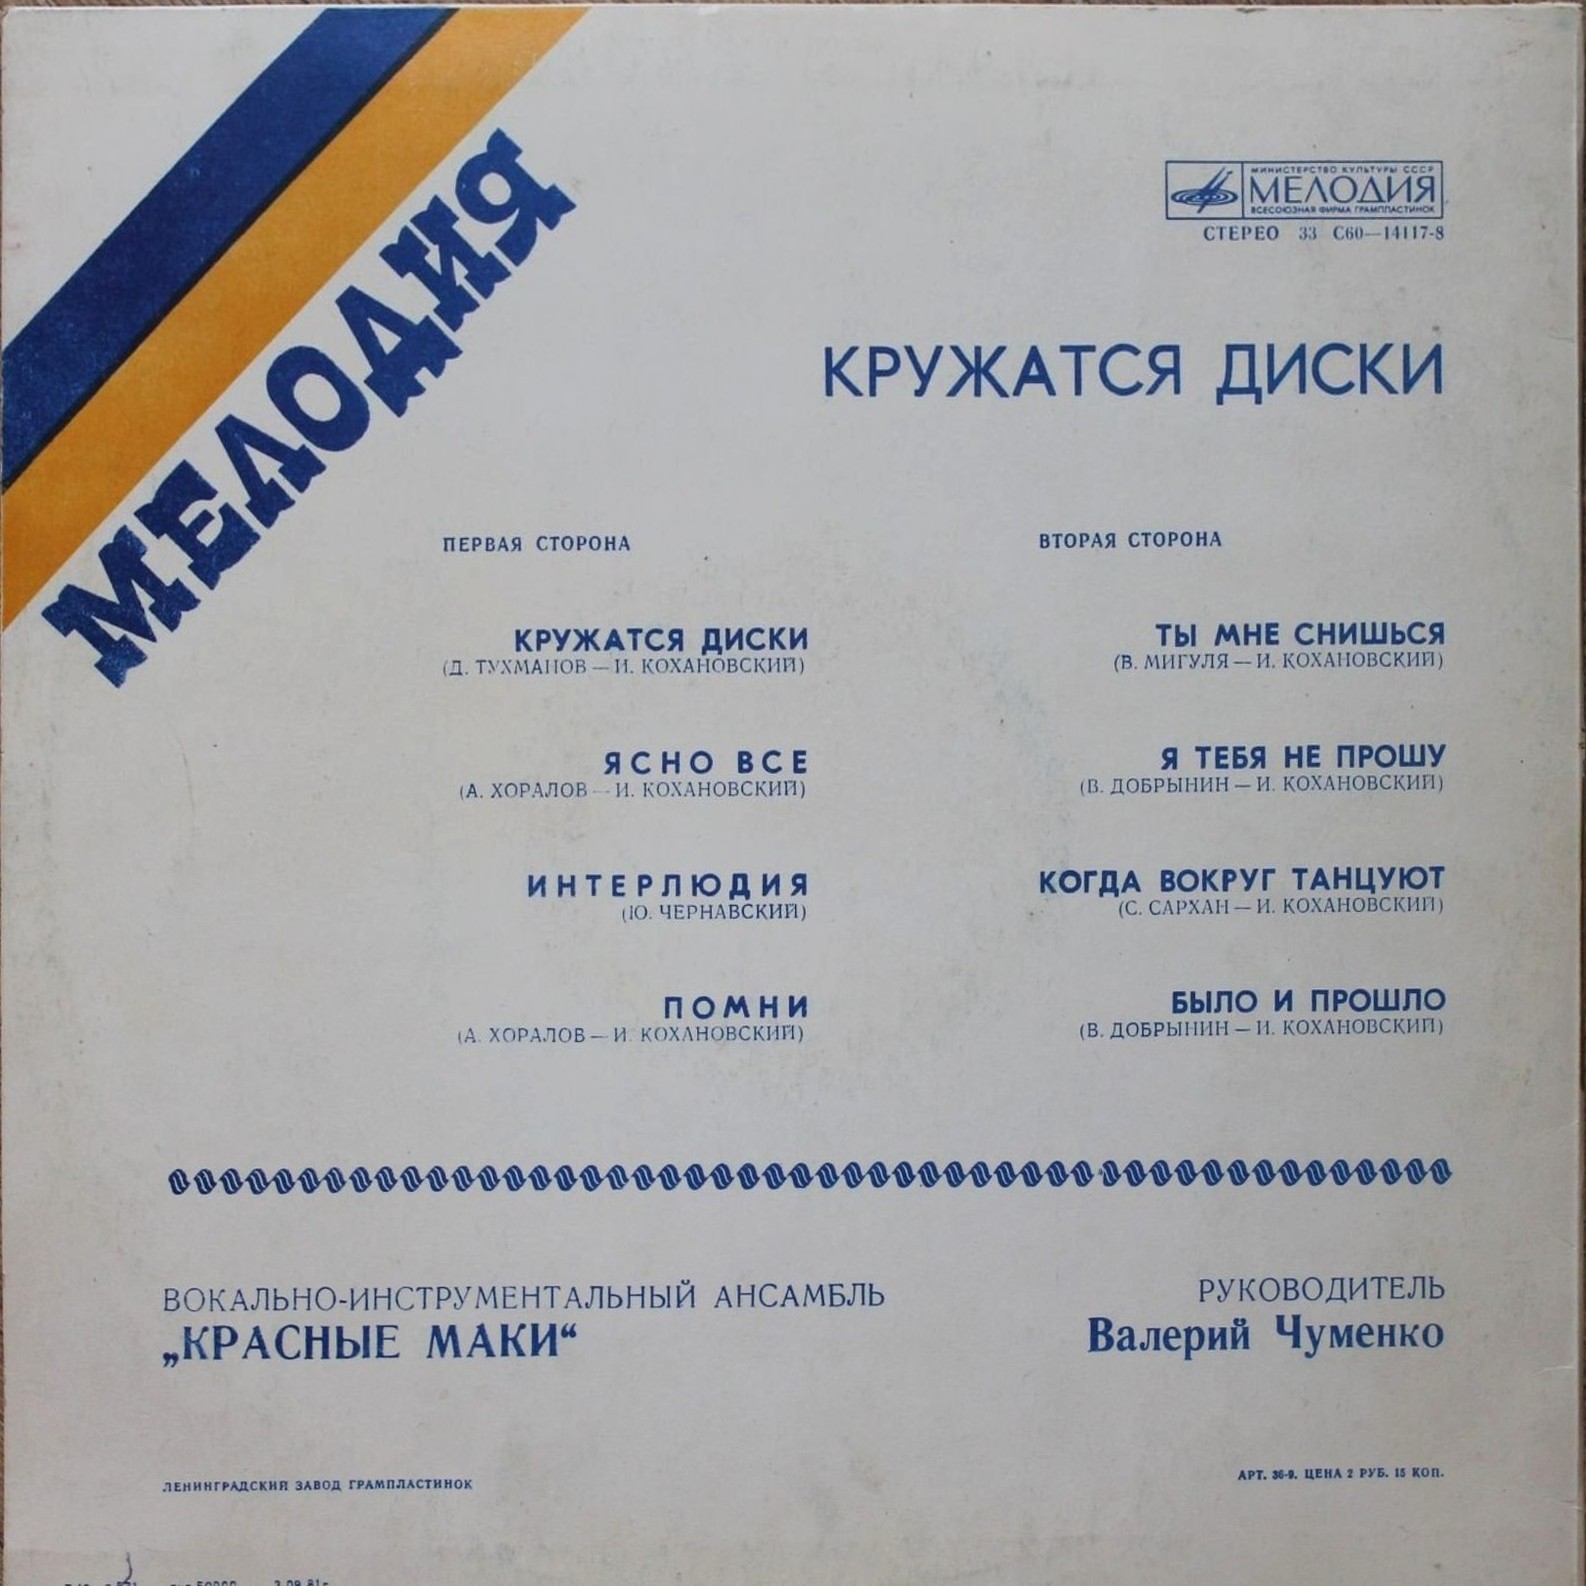 МЕЛОДИЯ
МИНИСТЕРСТВО КУЛЬТУРЫ СССР
МЕЛОДИЯ
ВСЕСОЮЗНАЯ ФИРМА ГРАМПЛАСТИНОК
СТЕРЕО 33 С60—14117-8
КРУЖАТСЯ ДИСКИ
ПЕРВАЯ СТОРОНА
КРУЖАТСЯ ДИСКИ
(Д. ТУХМАНОВ — И. КОХАНОВСКИЙ)
ЯСНО ВСЕ
(А. ХОРАЛОВ — И. КОХАНОВСКИЙ)
ИНТЕРЛЮДИЯ
(Ю. ЧЕРНАВСКИЙ)
ПОМНИ
(А. ХОРАЛОВ — И. КОХАНОВСКИЙ)
ВТОРАЯ СТОРОНА
ТЫ МНЕ СНИШЬСЯ
(В. МИГУЛЯ — И. КОХАНОВСКИЙ)
Я ТЕБЯ НЕ ПРОШУ
(В. ДОБРЫНИН — И. КОХАНОВСКИЙ)
КОГДА ВОКРУГ ТАНЦУЮТ
(С. САРХАН — И. КОХАНОВСКИЙ)
БЫЛО И ПРОШЛО
(В. ДОБРЫНИН — И. КОХАНОВСКИЙ)
ВОКАЛЬНО-ИНСТРУМЕНТАЛЬНЫЙ АНСАМБЛЬ
„КРАСНЫЕ МАКИ“
РУКОВОДИТЕЛЬ
Валерий Чуменко
ЛЕНИНГРАДСКИЙ ЗАВОД ГРАМПЛАСТИНОК
АРТ. 36-9. ЦЕНА 2 РУБ. 15 КОП.